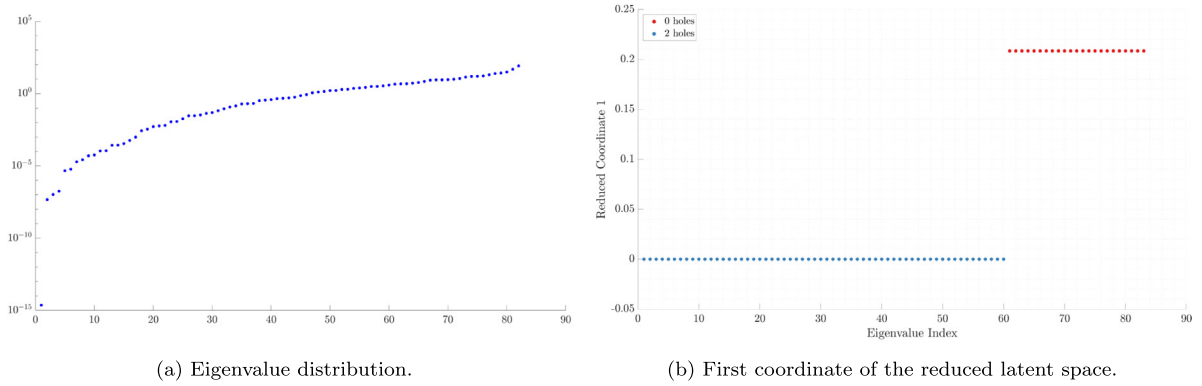 10^5
10^0
10^-5
10^-10
10^-15
0 10 20 30 40 50 60 70 80 90
(a) Eigenvalue distribution.
0 holes
2 holes
0.25
0.2
0.15
0.1
0.05
0
-0.05
Reduced Coordinate 1
0 10 20 30 40 50 60 70 80 90
Eigenvalue Index
(b) First coordinate of the reduced latent space.